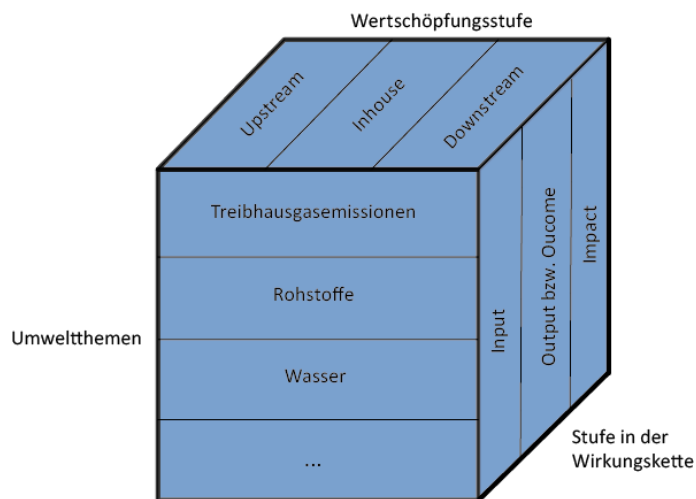 Wertschöpfungsstufe
Upstream
Inhouse
Downstream
Treibhausgasemissionen
Rohstoffe
Wasser
...
Umweltthemen
Input
Output bzw. Oucome
Impact
Stufe in der
Wirkungskette